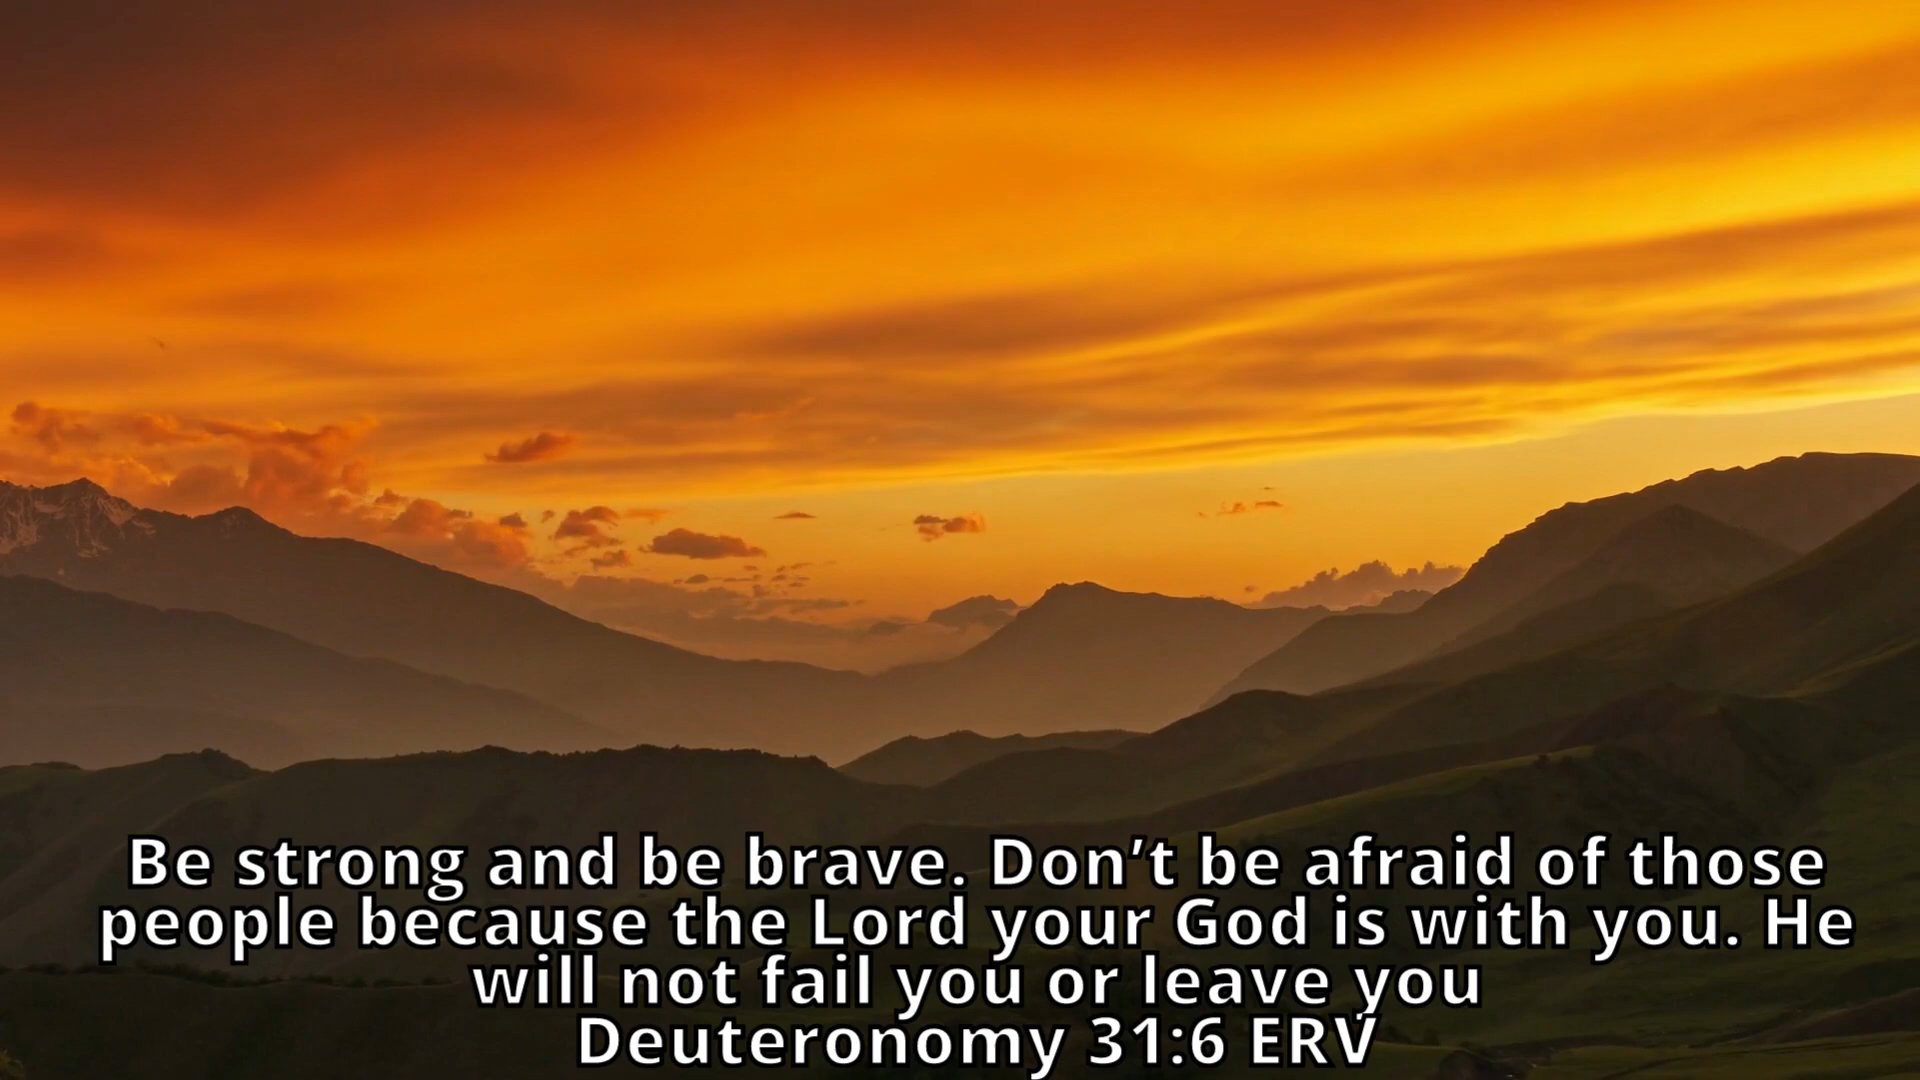 Be strong and be brave. Don’t be afraid of those
people because the Lord your God is with you. He
will not fail you or leave you
Deuteronomy 31:6 ERV